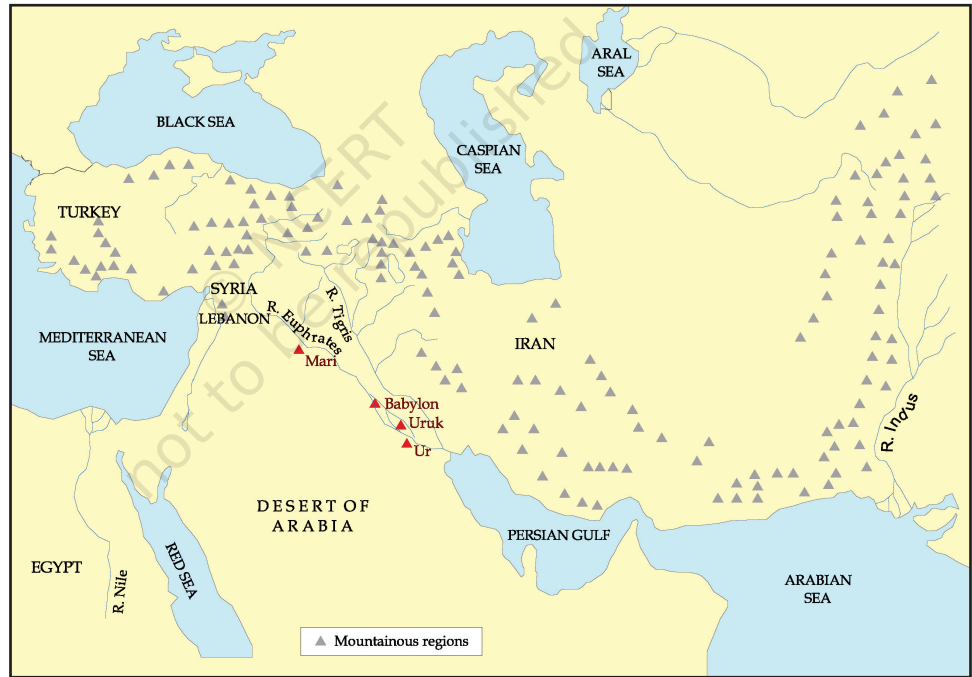 ARAL
SEA
BLACK SEA
CASPIAN
SEA
TURKEY
SYRIA
LEBANON
R. Euphrates
R. Tigris
MEDITERRANEAN
SEA
IRAN
Mari
Babylon
Uruk
Ur
R. Indus
DESERT OF
ARABIA
PERSIAN GULF
EGYPT
R. Nile
RED SEA
ARABIAN
SEA
Mountainous regions
© NCERT
not to be republished